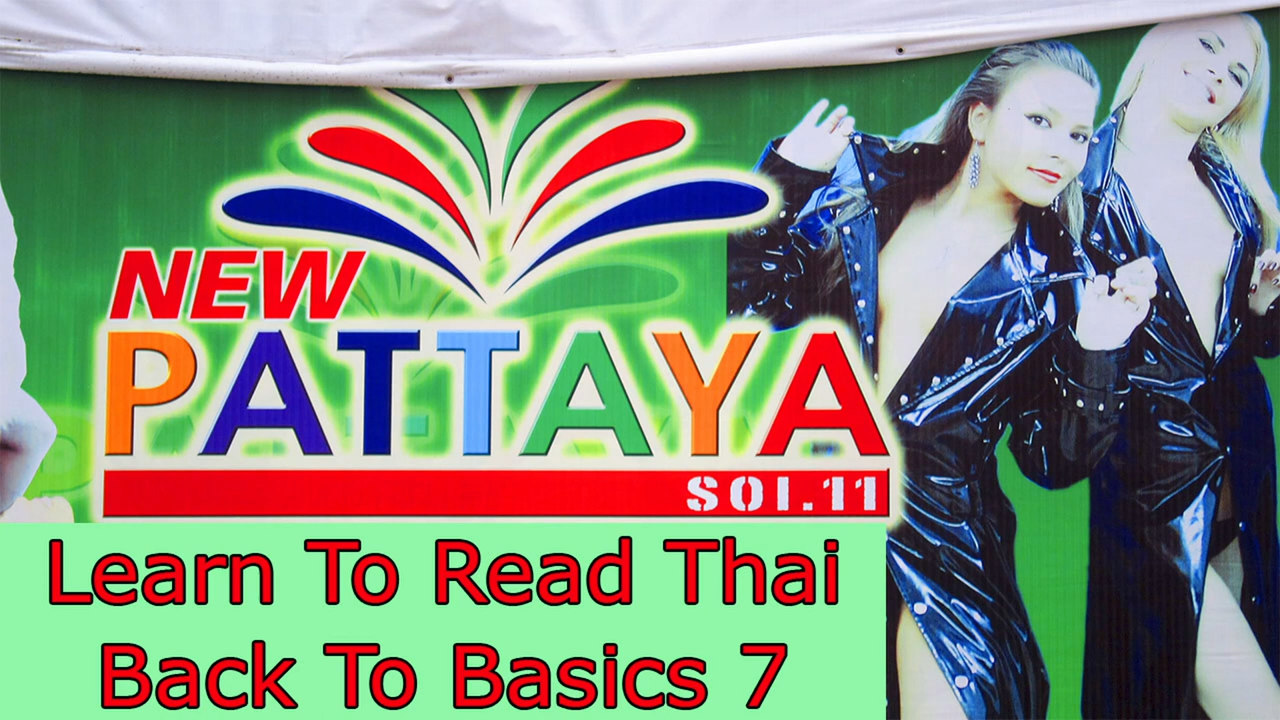 NEW
PATTAYA
SOI.11
Learn To Read Thai
Back To Basics 7